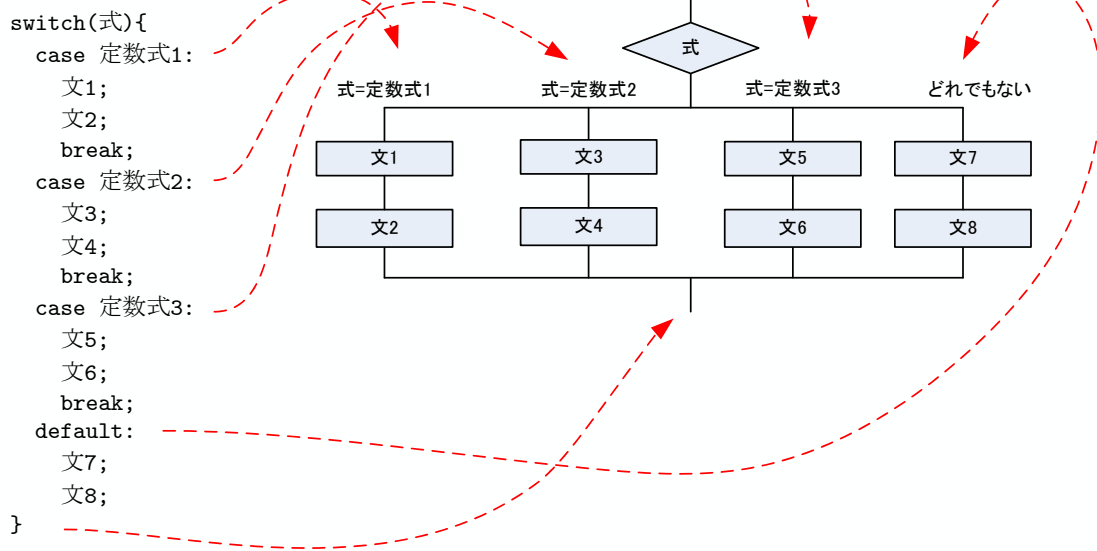 switch(式){
case 定数式1:
文1;
文2;
break;
case 定数式2:
文3;
文4;
break;
case 定数式3:
文5;
文6;
break;
default:
文7;
文8;
}
式
式=定数式1 式=定数式2 式=定数式3 どれでもない
文1 文3 文5 文7
文2 文4 文6 文8